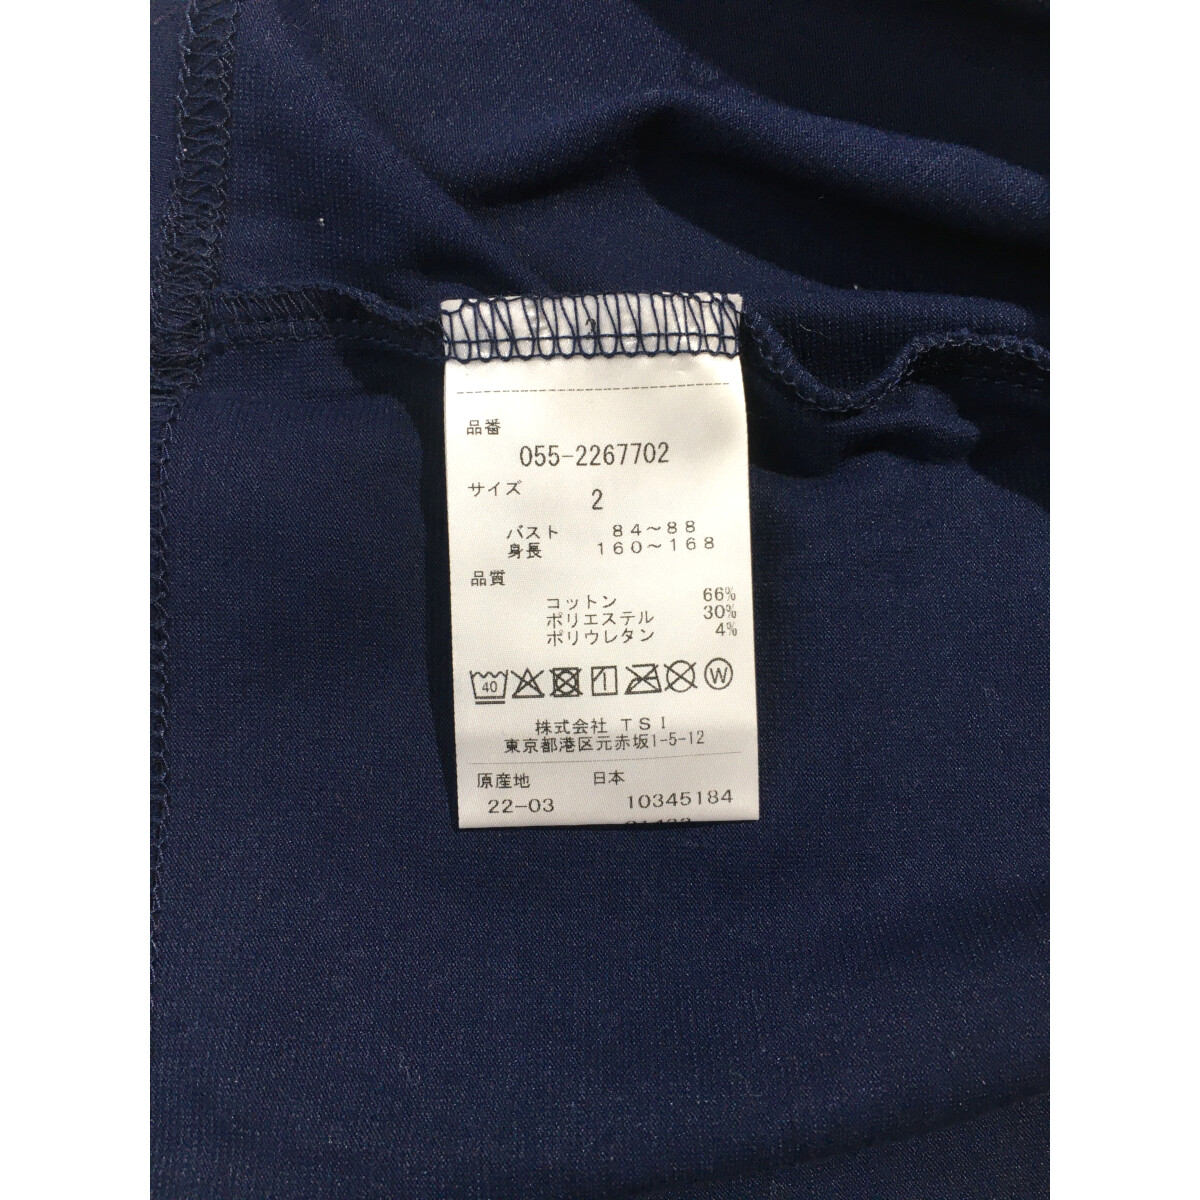 品番
055-2267702
サイズ
2
バスト 84～88
身長 160～168
品質
コットン 66%
ポリエステル 30%
ポリウレタン 4%
40 W
株式会社 TSI
東京都港区元赤坂1-5-12
原産地 日本
22-03 10345184